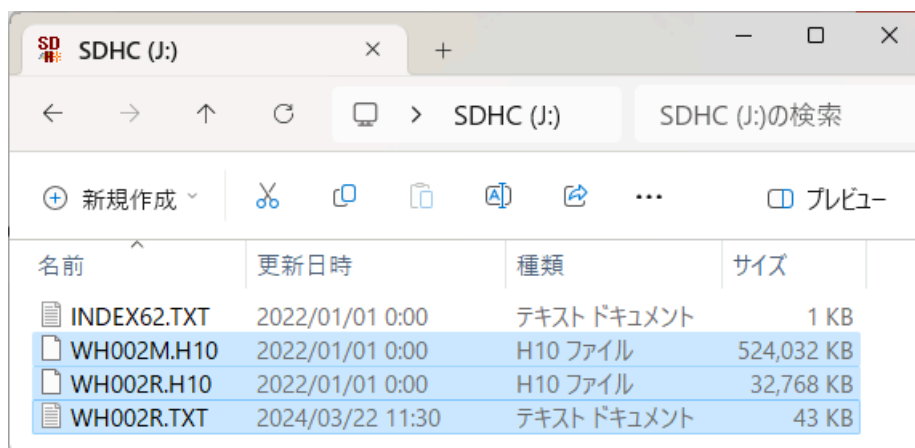 SDHC (J:)
SDHC (J:) SDHC (J:)の検索
新規作成 プレビュー
名前 更新日時 種類 サイズ
INDEX62.TXT 2022/01/01 0:00 テキスト ドキュメント 1 KB
WH002M.H10 2022/01/01 0:00 H10 ファイル 524,032 KB
WH002R.H10 2022/01/01 0:00 H10 ファイル 32,768 KB
WH002R.TXT 2024/03/22 11:30 テキスト ドキュメント 43 KB